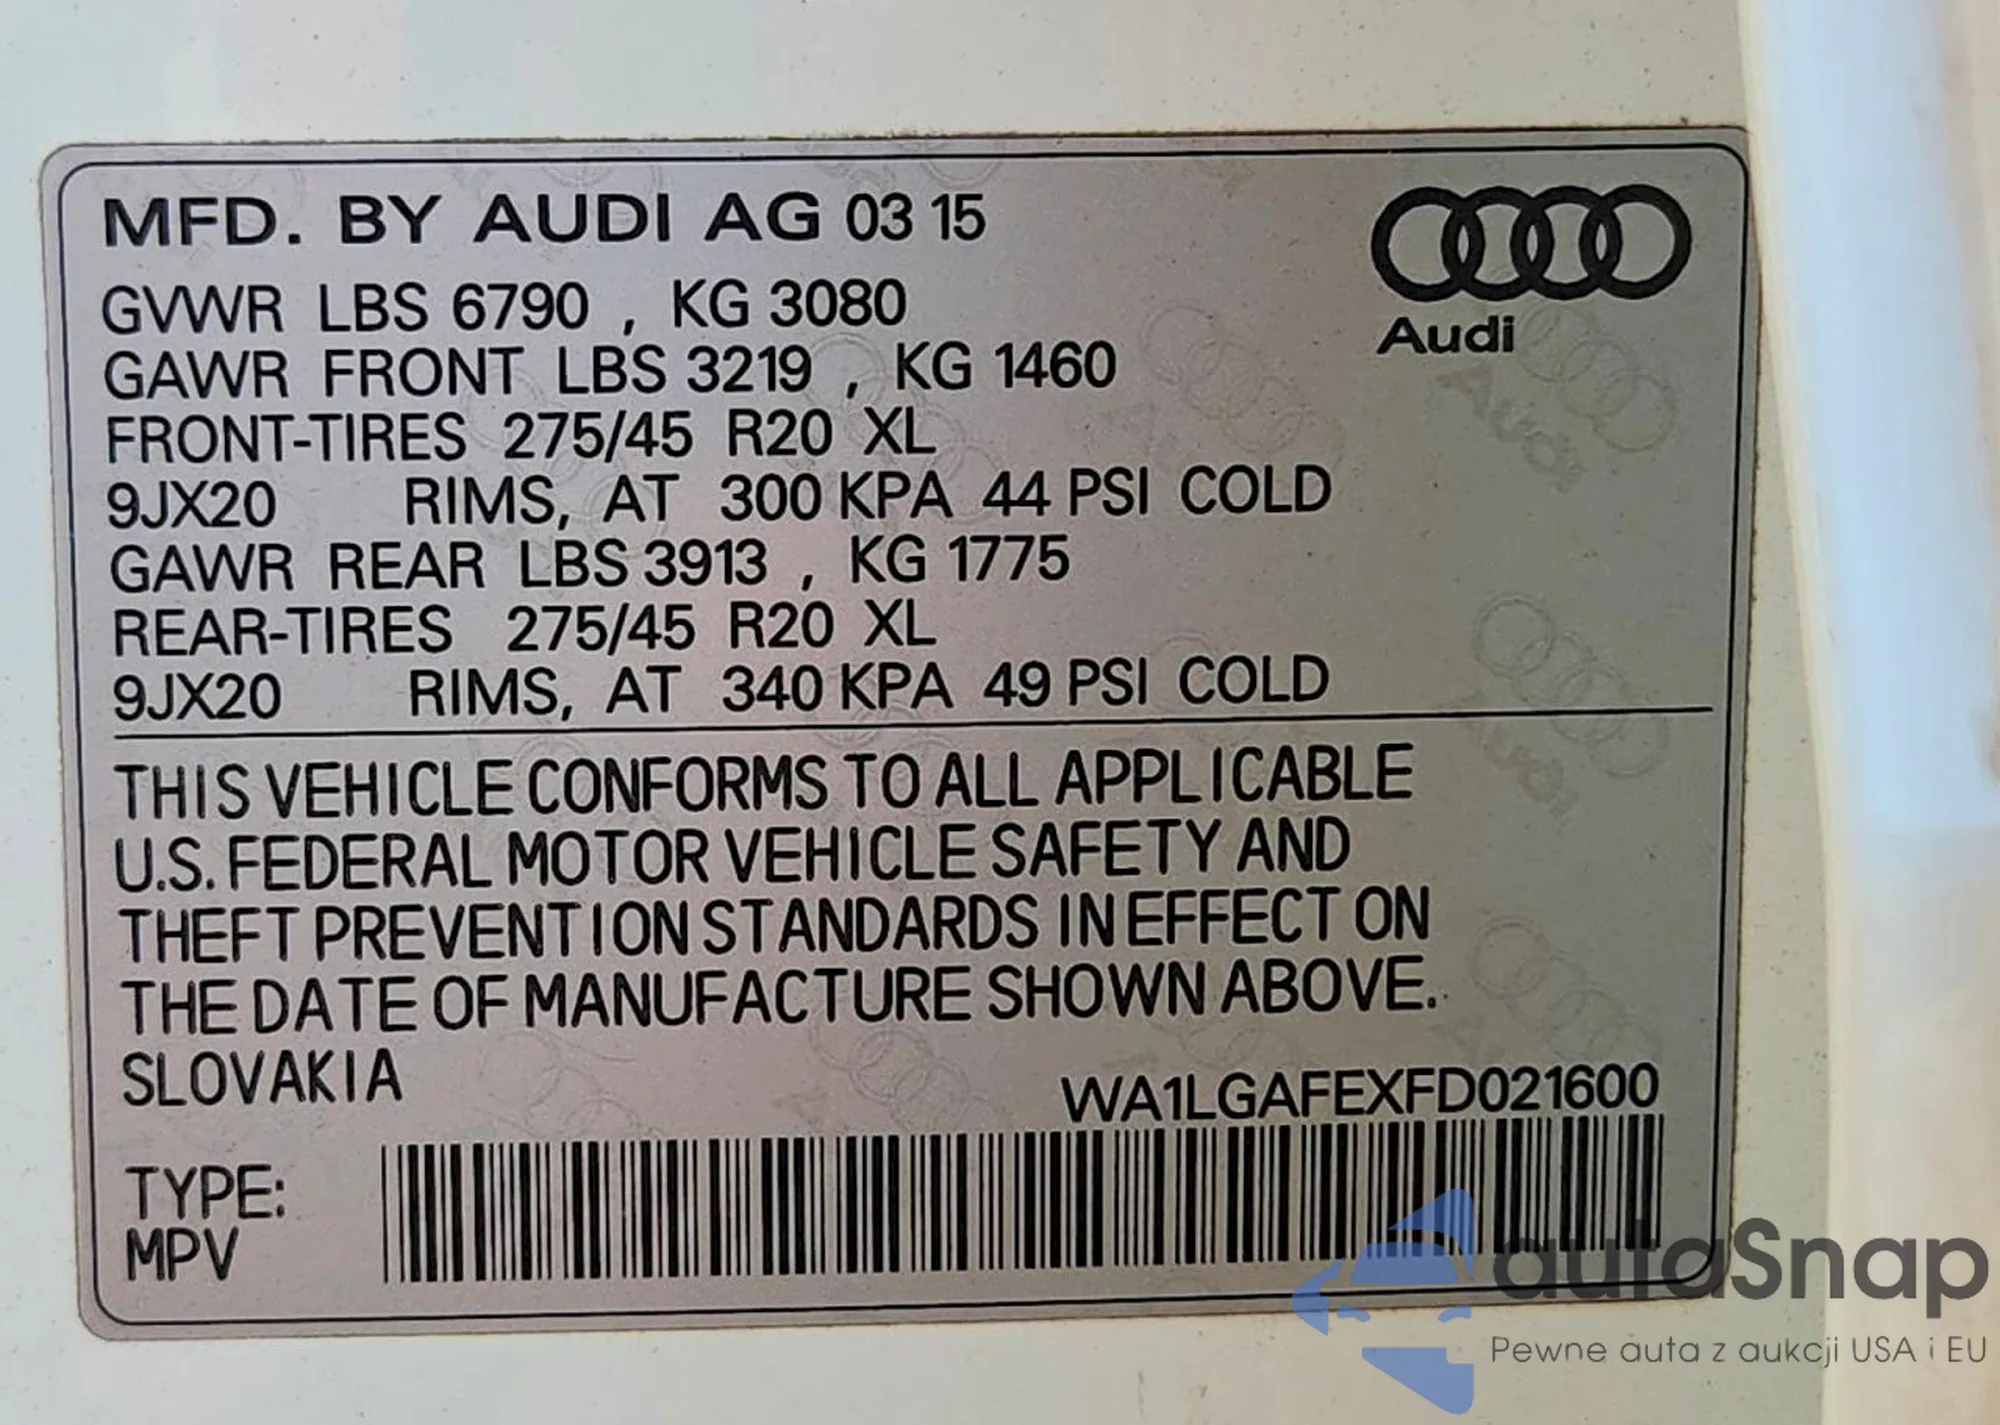 MFD. BY AUDI AG 03 15
Audi
GVWR LBS 6790 , KG 3080
GAWR FRONT LBS 3219 , KG 1460
FRONT-TIRES 275/45 R20 XL
9JX20 RIMS, AT 300 KPA 44 PSI COLD
GAWR REAR LBS 3913 , KG 1775
REAR-TIRES 275/45 R20 XL
9JX20 RIMS, AT 340 KPA 49 PSI COLD
THIS VEHICLE CONFORMS TO ALL APPLICABLE
U.S. FEDERAL MOTOR VEHICLE SAFETY AND
THEFT PREVENTION STANDARDS IN EFFECT ON
THE DATE OF MANUFACTURE SHOWN ABOVE.
SLOVAKIA
WA1LGAFEXFD021600
TYPE:
MPV
autaSnap
Pewne auta z aukcji USA i EU